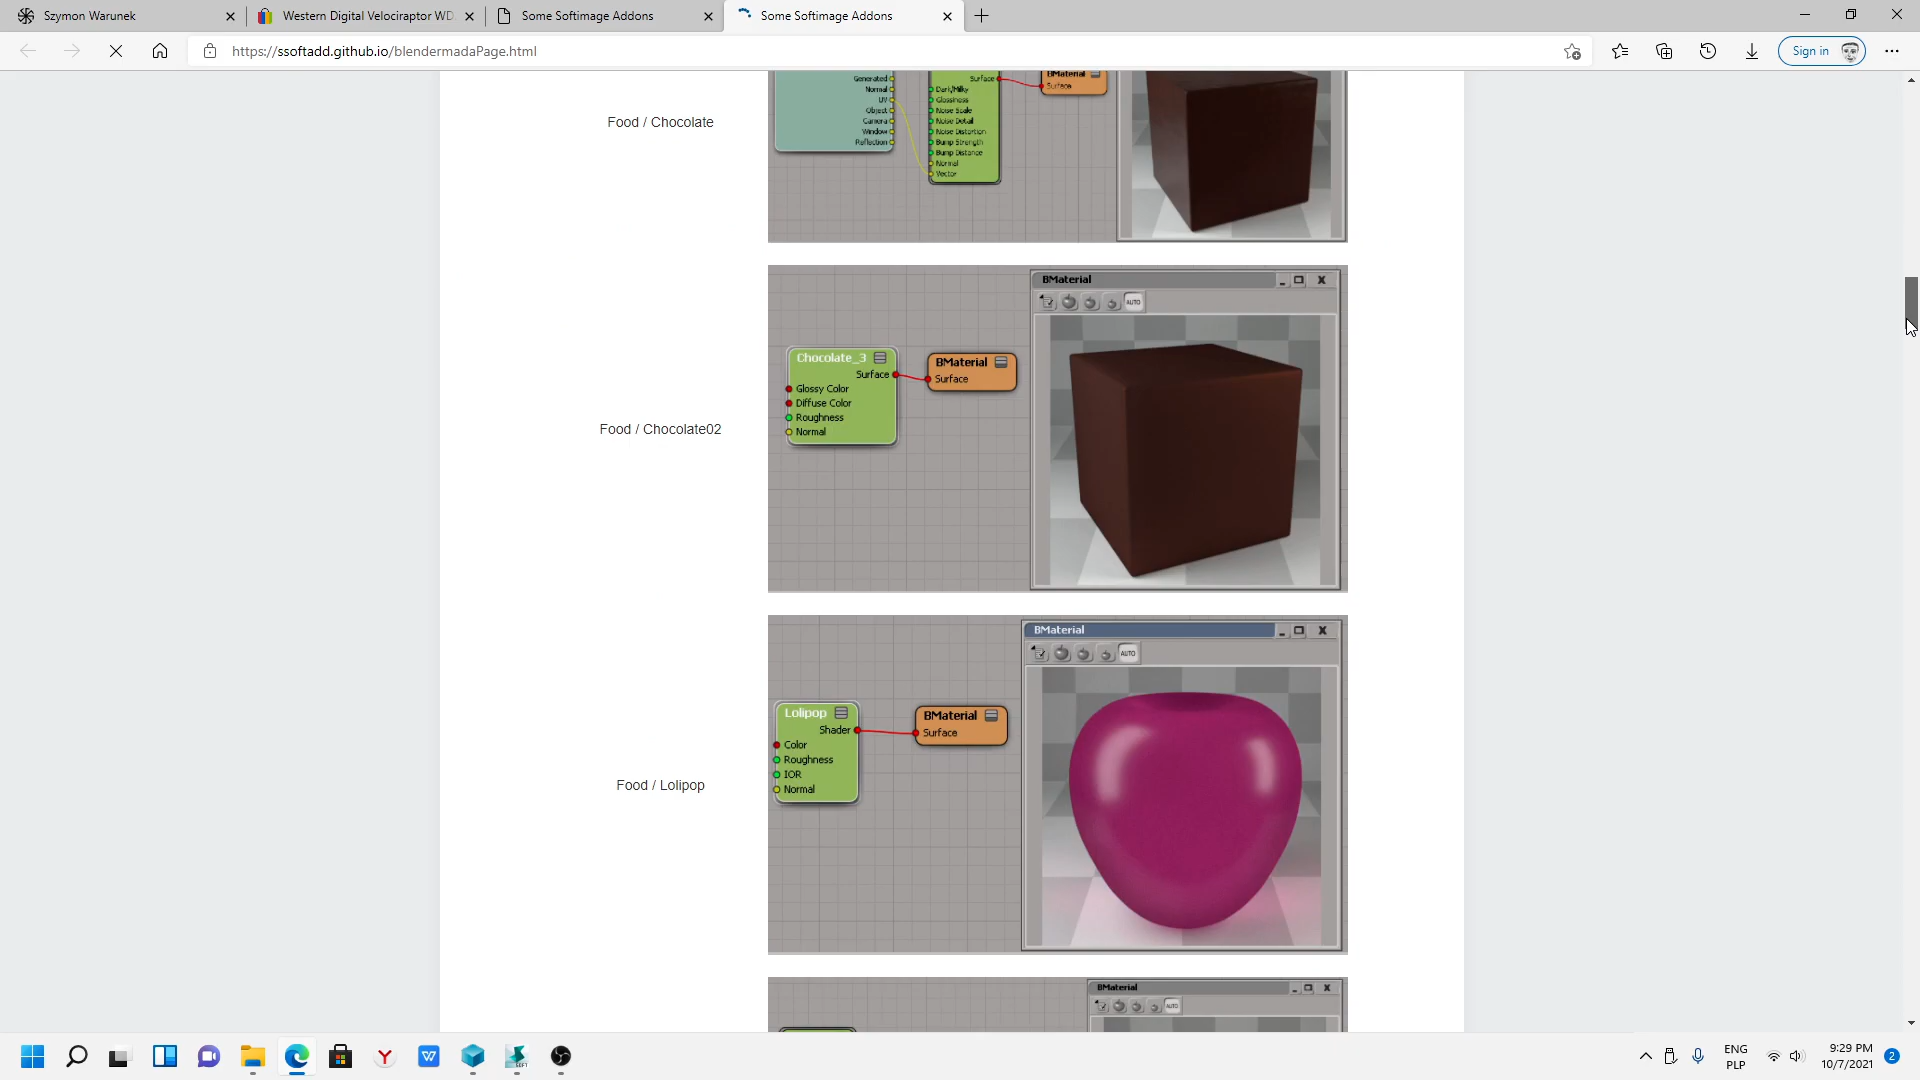 Szymon Warunek
Western Digital Velociraptor WD
Some Softimage Addons
Some Softimage Addons
https://ssoftadd.github.io/blendermadaPage.html
Sign in
Food / Chocolate
Generated
Normal
UV
Object
Camera
Window
Reflection
Surface
Dark/Milky
Glossiness
Noise Scale
Noise Detail
Noise Distortion
Bump Strength
Bump Distance
Normal
Vector
BMaterial
Surface
Food / Chocolate02
Chocolate_3
Surface
Glossy Color
Diffuse Color
Roughness
Normal
BMaterial
Surface
BMaterial
AUTO
Food / Lolipop
Lolipop
Shader
Color
Roughness
IOR
Normal
BMaterial
Surface
BMaterial
AUTO
BMaterial
AUTO
SOFT
ENG
PLP
9:29 PM
10/7/2021
2